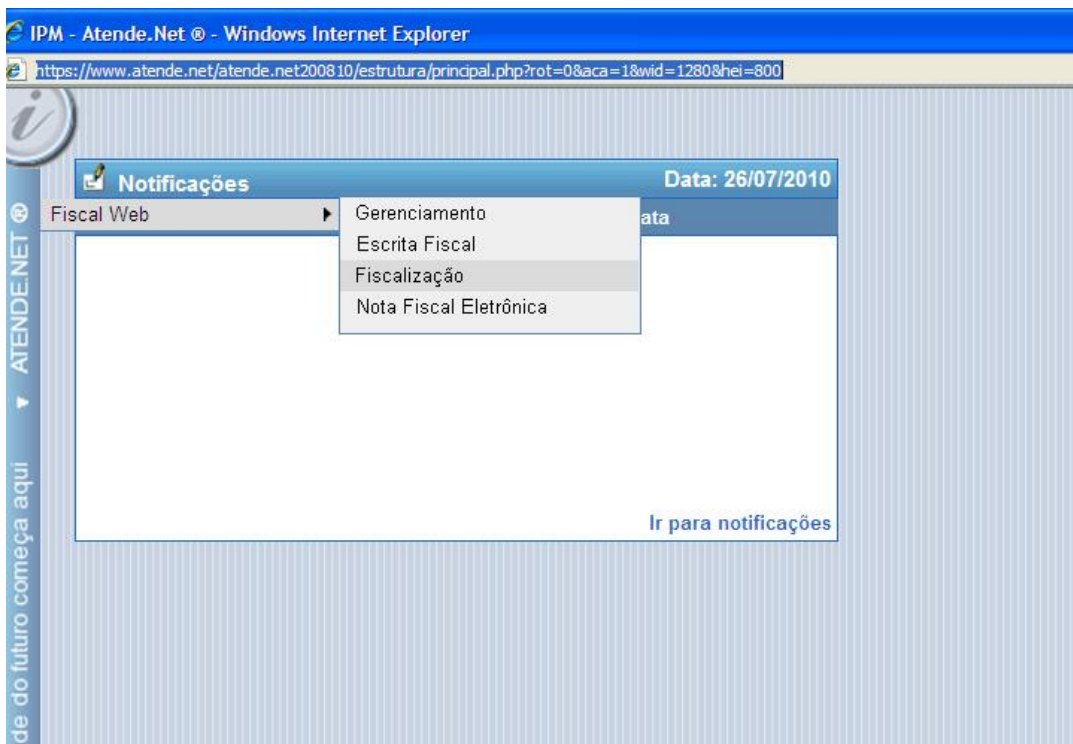 IPM - Atende.Net ® - Windows Internet Explorer
https://www.atende.net/atende.net200810/estrutura/principal.php?rot=0&aca=1&wid=1280&hei=800
Notificações
Data: 26/07/2010
Fiscal Web
ata
Gerenciamento
Escrita Fiscal
Fiscalização
Nota Fiscal Eletrônica
Ir para notificações
ATENDE.NET ®
de do futuro começa aqui